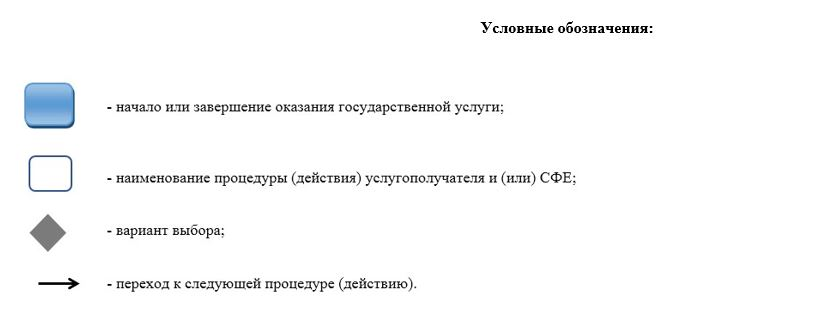 Условные обозначения:
- начало или завершение оказания государственной услуги;
- наименование процедуры (действия) услугополучателя и (или) СФЕ;
- вариант выбора;
- переход к следующей процедуре (действию).